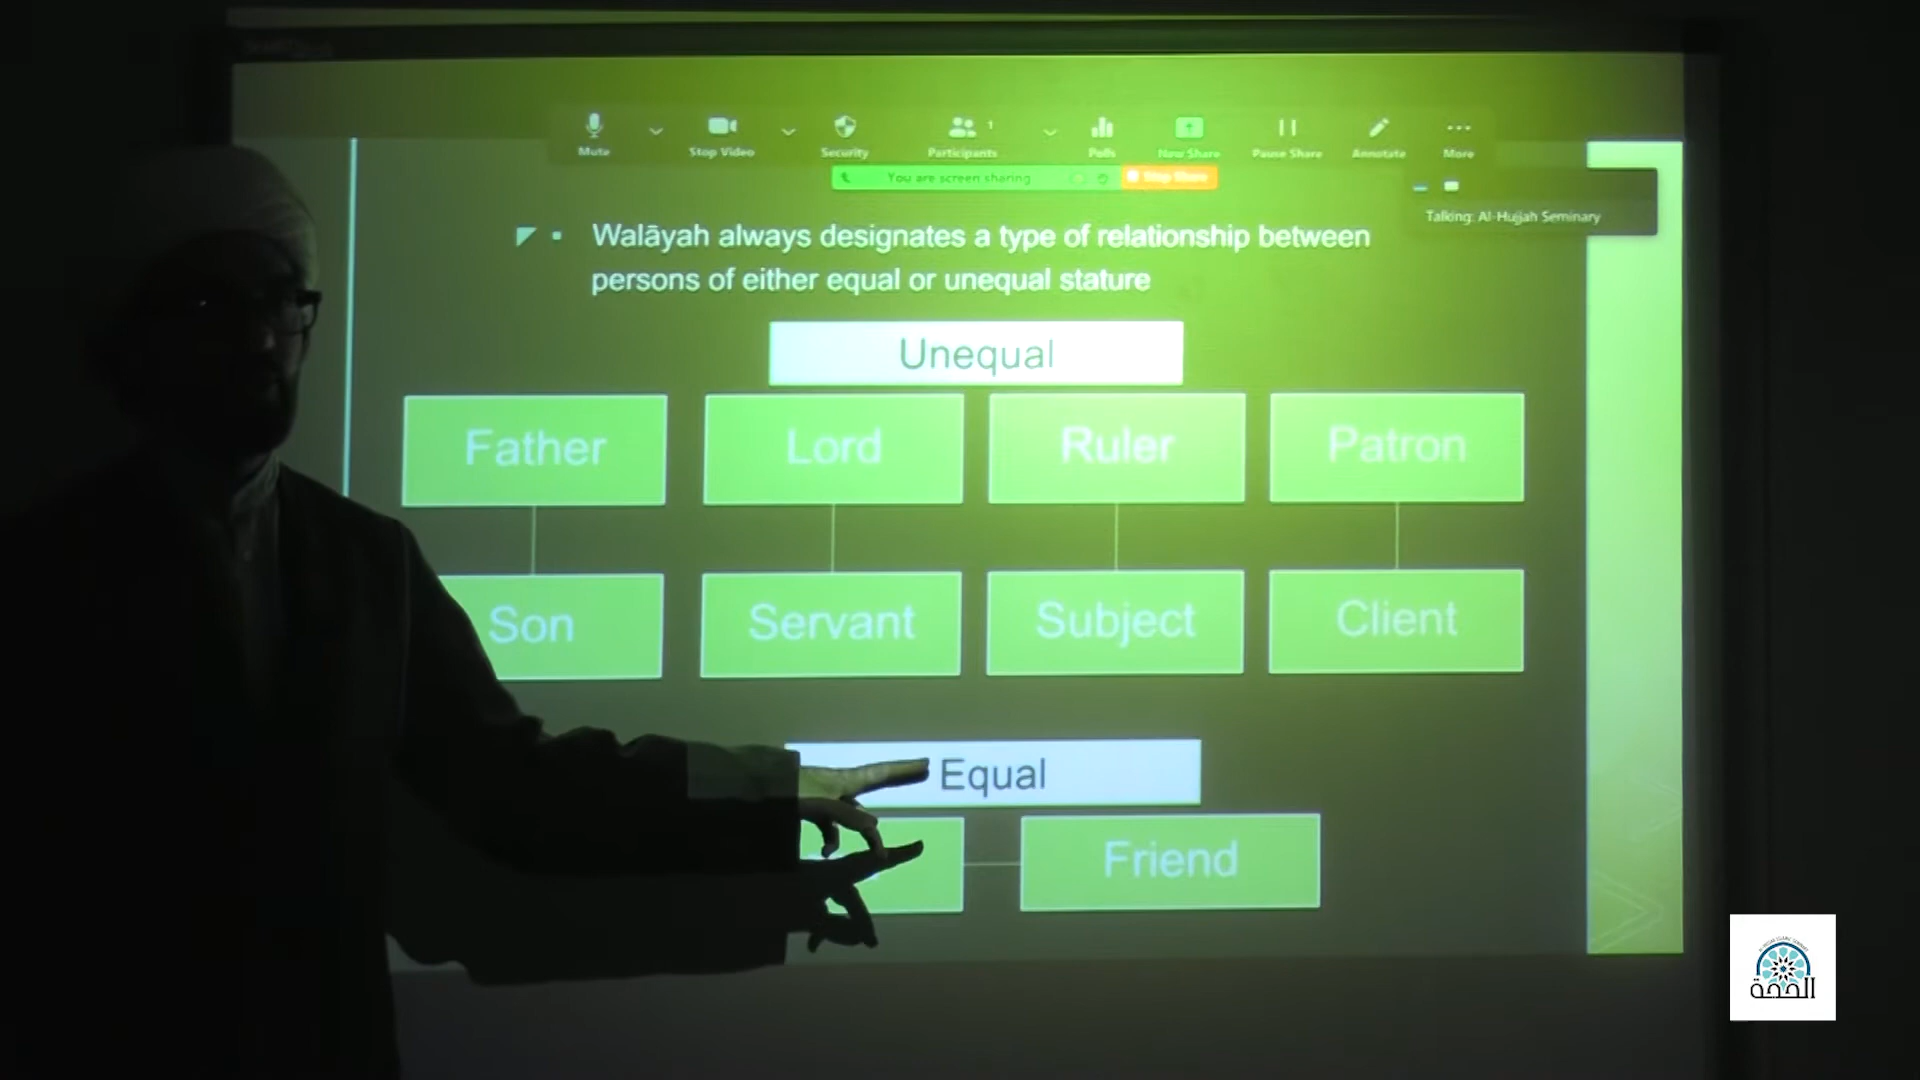 Mute
Stop Video
Security
Participants
1
Polls
New Share
Pause Share
Annotate
More
You are screen sharing
Stop Share
Talking: Al-Hujjah Seminary
Walāyah always designates a type of relationship between
persons of either equal or unequal stature
Unequal
Father
Lord
Ruler
Patron
Son
Servant
Subject
Client
Equal
Friend
الحجة